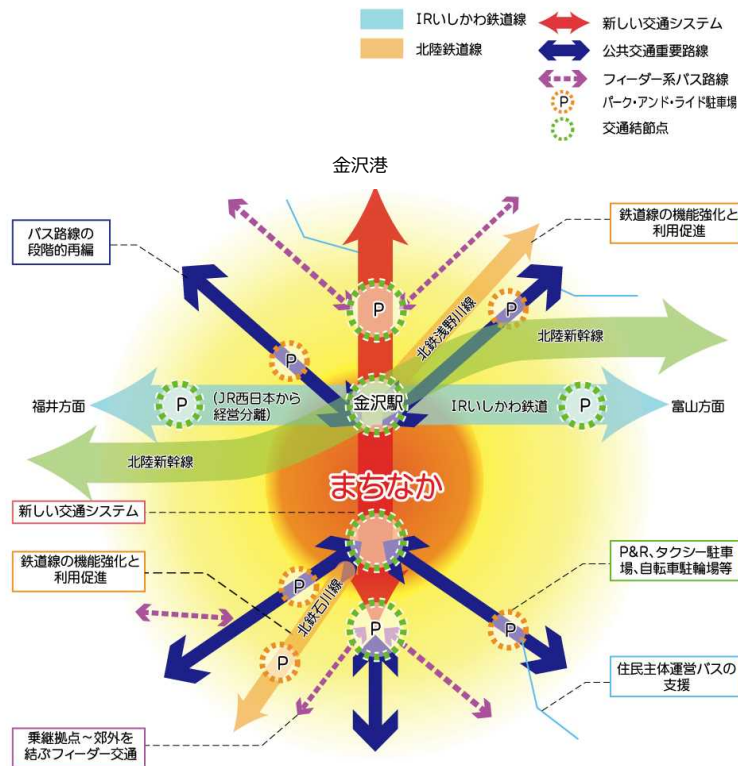 IRいしかわ鉄道線
北陸鉄道線
新しい交通システム
公共交通重要路線
フィーダー系バス路線
P
パーク・アンド・ライド駐車場
交通結節点
金沢港
バス路線の
段階的再編
鉄道線の機能強化と
利用促進
P
P
北鉄浅野川線
P
北陸新幹線
福井方面
P
(JR西日本から
経営分離)
金沢駅
IRいしかわ鉄道
P
富山方面
北陸新幹線
まちなか
新しい交通システム
鉄道線の機能強化と
利用促進
P&R、タクシー駐車
場、自転車駐輪場等
P
北鉄石川線
P
P
P
住民主体運営バスの
支援
乗継拠点~郊外を
結ぶフィーダー交通